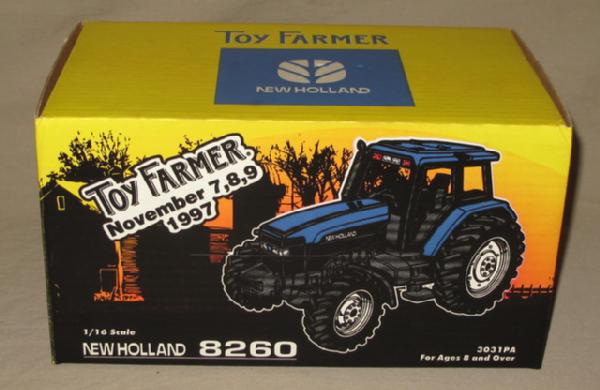 TOY FARMER
NEW HOLLAND
TOY FARMER.
November 7,8,9
1997
NEW HOLLAND
1/16 Scale
NEW HOLLAND 8260
3031PA
For Ages 8 and Over